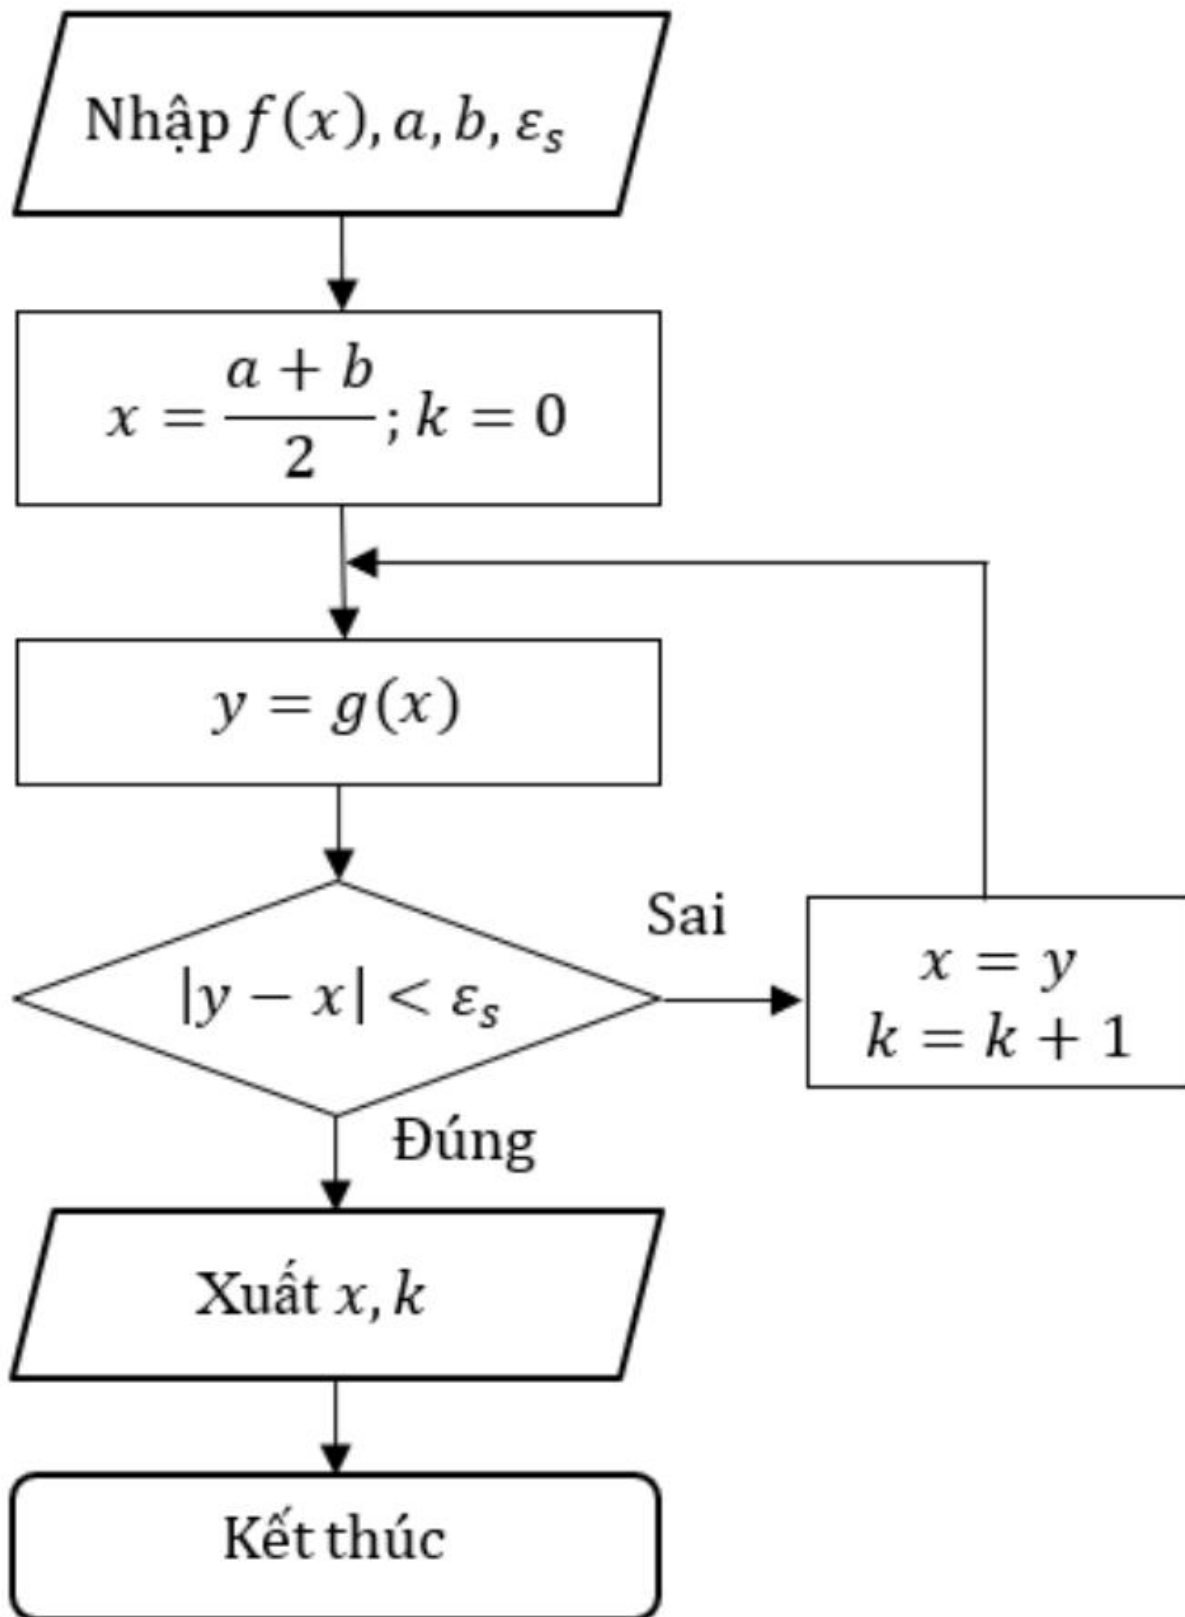 Nhập f(x), a, b, εₛ
x = (a + b)/2 ; k = 0
y = g(x)
|y − x| < εₛ
Sai
x = y
k = k + 1
Đúng
Xuất x, k
Kết thúc